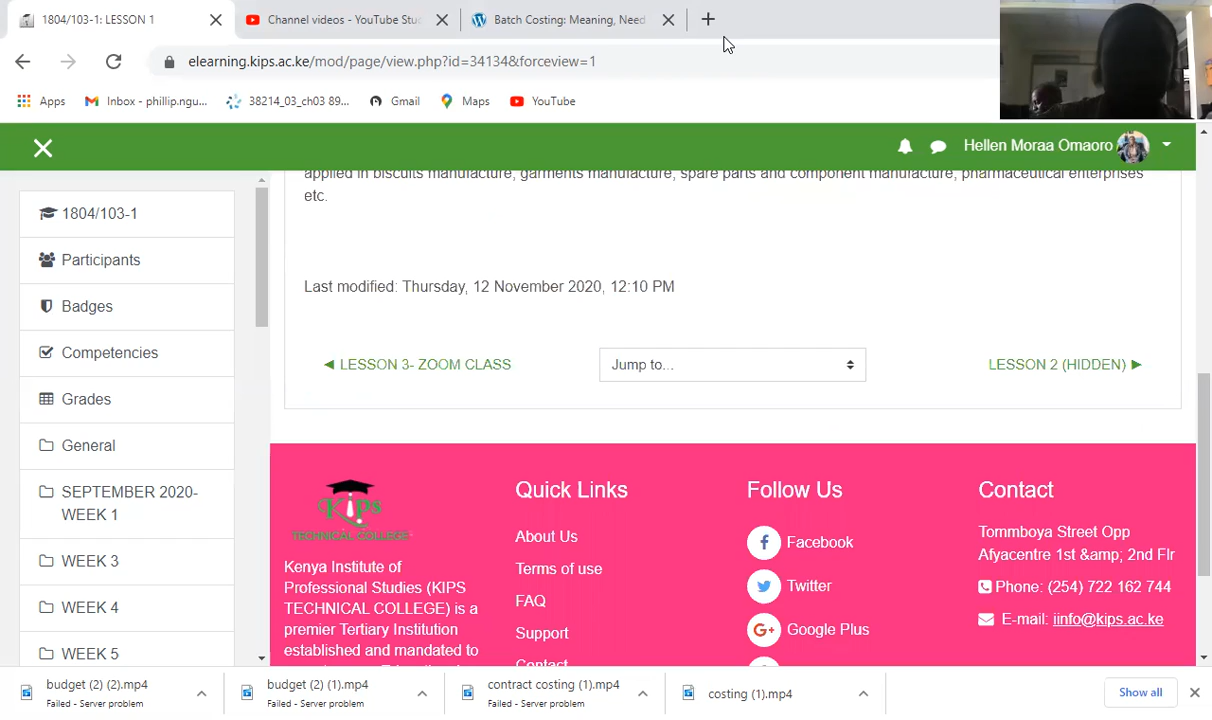 1804/103-1: LESSON 1
Channel videos - YouTube Stu
Batch Costing: Meaning, Need
elearning.kips.ac.ke/mod/page/view.php?id=34134&forceview=1
Apps
Inbox - phillip.ngu...
38214_03_ch03 89...
Gmail
Maps
YouTube
Hellen Moraa Omaoro
1804/103-1
Participants
Badges
Competencies
Grades
General
SEPTEMBER 2020-
WEEK 1
WEEK 3
WEEK 4
WEEK 5
applied in biscuits manufacture, garments manufacture, spare parts and component manufacture, pharmaceutical enterprises
etc.
Last modified: Thursday, 12 November 2020, 12:10 PM
◄ LESSON 3- ZOOM CLASS
Jump to...
LESSON 2 (HIDDEN) ►
Kips
TECHNICAL COLLEGE
Kenya Institute of
Professional Studies (KIPS
TECHNICAL COLLEGE) is a
premier Tertiary Institution
established and mandated to
Quick Links
About Us
Terms of use
FAQ
Support
Contact
Follow Us
Facebook
Twitter
G+ Google Plus
Contact
Tommboya Street Opp
Afyacentre 1st &amp; 2nd Flr
Phone: (254) 722 162 744
E-mail: iinfo@kips.ac.ke
budget (2) (2).mp4
Failed - Server problem
budget (2) (1).mp4
Failed - Server problem
contract costing (1).mp4
Failed - Server problem
costing (1).mp4
Show all